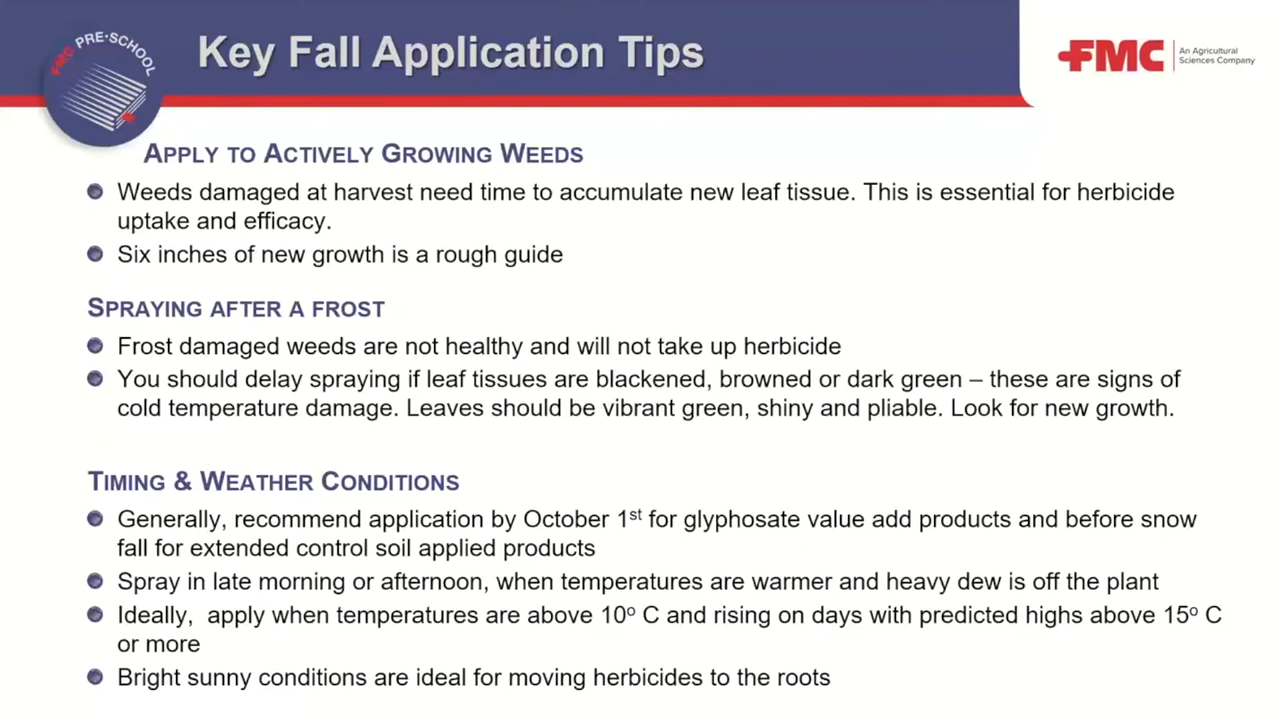 FMC PRE•SCHOOL
Key Fall Application Tips
FMC
An Agricultural
Sciences Company
APPLY TO ACTIVELY GROWING WEEDS
Weeds damaged at harvest need time to accumulate new leaf tissue. This is essential for herbicide
uptake and efficacy.
Six inches of new growth is a rough guide
SPRAYING AFTER A FROST
Frost damaged weeds are not healthy and will not take up herbicide
You should delay spraying if leaf tissues are blackened, browned or dark green – these are signs of
cold temperature damage. Leaves should be vibrant green, shiny and pliable. Look for new growth.
TIMING & WEATHER CONDITIONS
Generally, recommend application by October 1st for glyphosate value add products and before snow
fall for extended control soil applied products
Spray in late morning or afternoon, when temperatures are warmer and heavy dew is off the plant
Ideally,  apply when temperatures are above 10º C and rising on days with predicted highs above 15º C
or more
Bright sunny conditions are ideal for moving herbicides to the roots